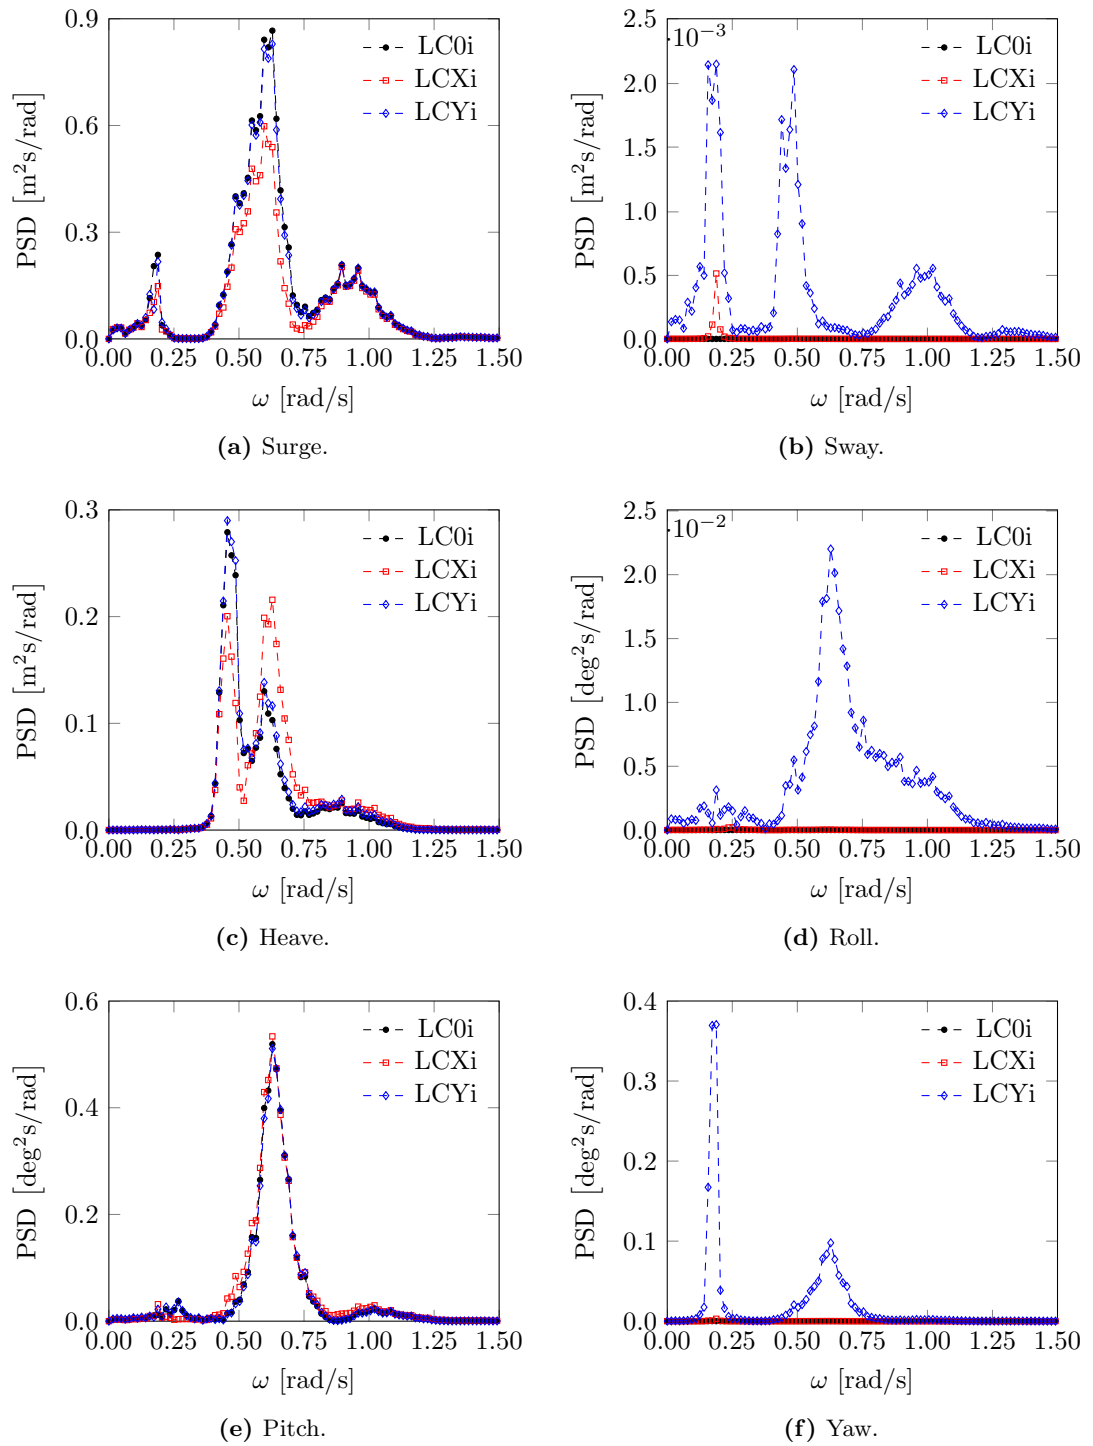 0.9
0.6
0.3
0.0
PSD [m²s/rad]
LC0i
LCXi
LCYi
0.00 0.25 0.50 0.75 1.00 1.25 1.50
ω [rad/s]
(a) Surge.
2.5
2.0
1.5
1.0
0.5
0
·10−3
PSD [m²s/rad]
LC0i
LCXi
LCYi
0.00 0.25 0.50 0.75 1.00 1.25 1.50
ω [rad/s]
(b) Sway.
0.3
0.2
0.1
0.0
PSD [m²s/rad]
LC0i
LCXi
LCYi
0.00 0.25 0.50 0.75 1.00 1.25 1.50
ω [rad/s]
(c) Heave.
2.5
2.0
1.5
1.0
0.5
0
·10−2
PSD [deg²s/rad]
LC0i
LCXi
LCYi
0.00 0.25 0.50 0.75 1.00 1.25 1.50
ω [rad/s]
(d) Roll.
0.6
0.4
0.2
0.0
PSD [deg²s/rad]
LC0i
LCXi
LCYi
0.00 0.25 0.50 0.75 1.00 1.25 1.50
ω [rad/s]
(e) Pitch.
0.4
0.3
0.2
0.1
0.0
PSD [deg²s/rad]
LC0i
LCXi
LCYi
0.00 0.25 0.50 0.75 1.00 1.25 1.50
ω [rad/s]
(f) Yaw.